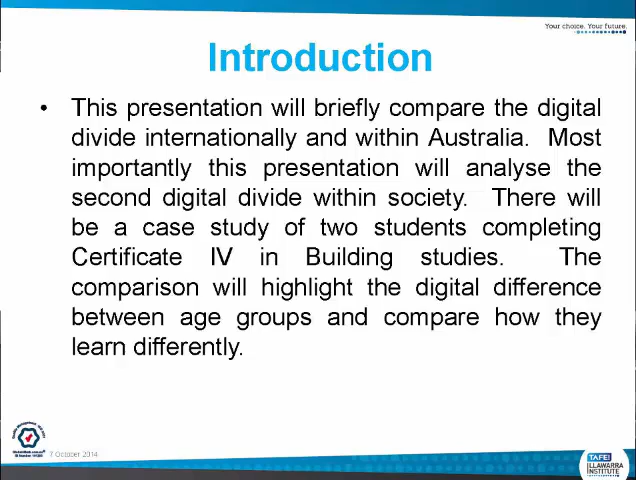 Your choice. Your future.
Introduction
• This presentation will briefly compare the digital
divide internationally and within Australia. Most
importantly this presentation will analyse the
second digital divide within society. There will
be a case study of two students completing
Certificate IV in Building studies. The
comparison will highlight the digital difference
between age groups and compare how they
learn differently.
7 October 2014
TAFE
ILLAWARRA
INSTITUTE